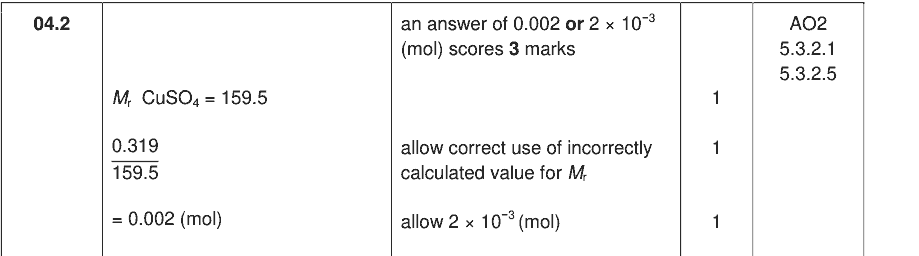 04.2
an answer of 0.002 or 2 × 10⁻³
(mol) scores 3 marks
AO2
5.3.2.1
5.3.2.5
Mᵣ CuSO₄ = 159.5
1
0.319
159.5
allow correct use of incorrectly
calculated value for Mᵣ
1
= 0.002 (mol)
allow 2 × 10⁻³ (mol)
1